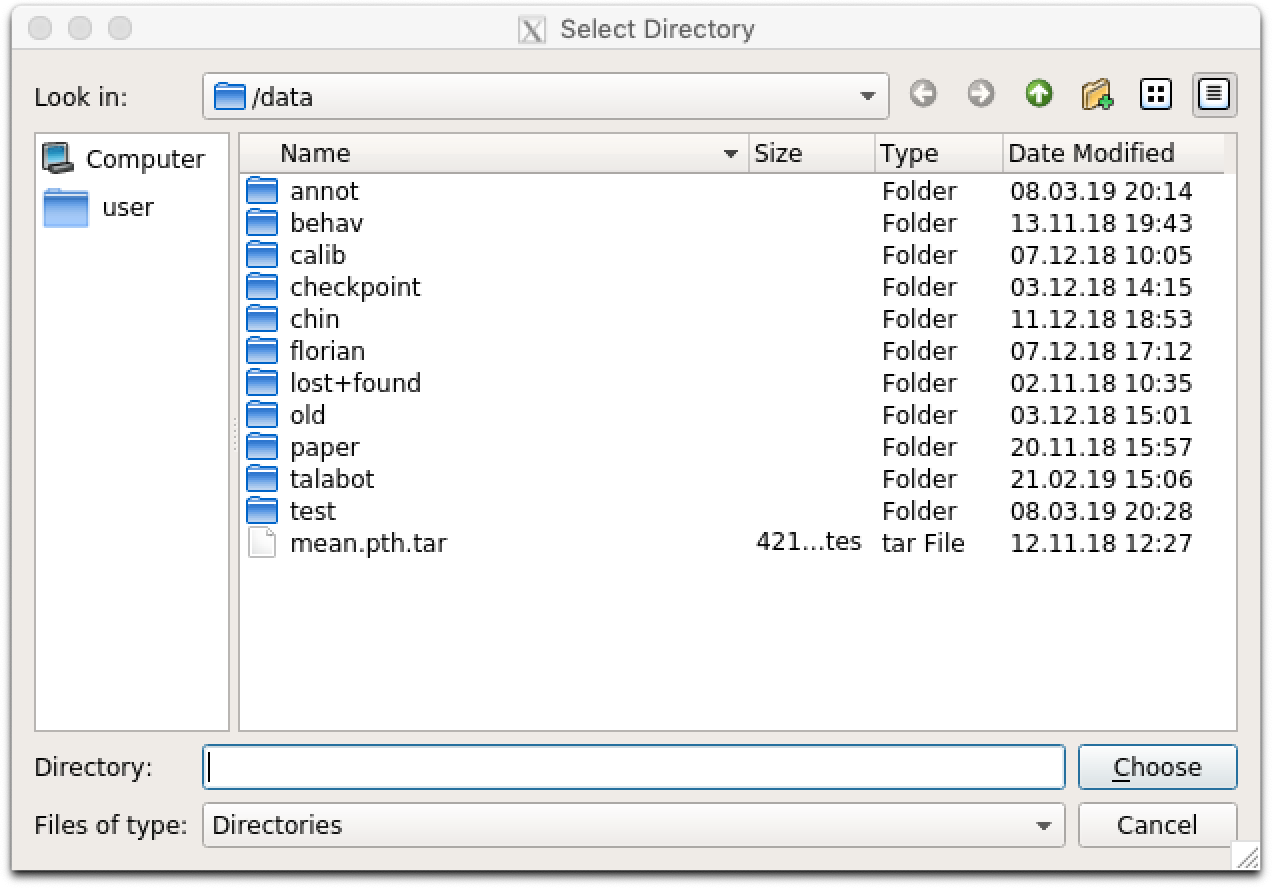 Select Directory
Look in: /data
Computer
user
Name Size Type Date Modified
annot Folder 08.03.19 20:14
behav Folder 13.11.18 19:43
calib Folder 07.12.18 10:05
checkpoint Folder 03.12.18 14:15
chin Folder 11.12.18 18:53
florian Folder 07.12.18 17:12
lost+found Folder 02.11.18 10:35
old Folder 03.12.18 15:01
paper Folder 20.11.18 15:57
talabot Folder 21.02.19 15:06
test Folder 08.03.19 20:28
mean.pth.tar 421...tes tar File 12.11.18 12:27
Directory: Choose
Files of type: Directories Cancel